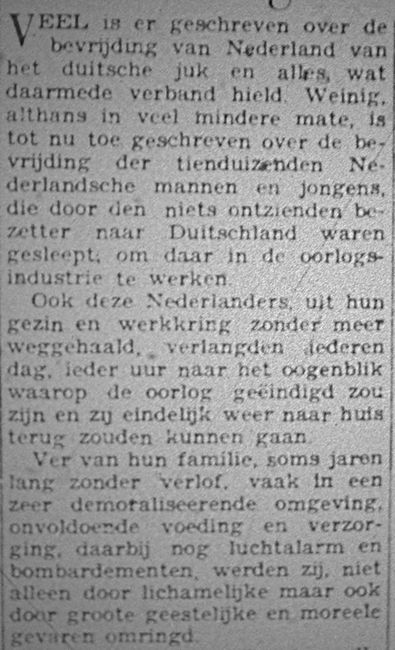 VEEL is er geschreven over de
bevrijding van Nederland van
het duitsche juk en alles, wat
daarmede verband hield. Weinig,
althans in veel mindere mate, is
tot nu toe geschreven over de be-
vrijding der tienduizenden Ne-
derlandsche mannen en jongens,
die door den niets ontzienden be-
zetter naar Duitschland waren
gesleept, om daar in de oorlogs-
industrie te werken.
Ook deze Nederlanders, uit hun
gezin en werkkring zonder meer
weggehaald, verlangden iederen
dag, ieder uur naar het oogenblik
waarop de oorlog geëindigd zou
zijn en zij eindelijk weer naar huis
terug zouden kunnen gaan.
Ver van hun familie, soms jaren
lang zonder verlof, vaak in een
zeer demoraliseerende omgeving,
onvoldoende voeding en verzor-
ging, daarbij nog luchtalarm en
bombardementen, werden zij, niet
alleen door lichamelijke maar ook
door groote geestelijke en moreele
gevaren omringd.